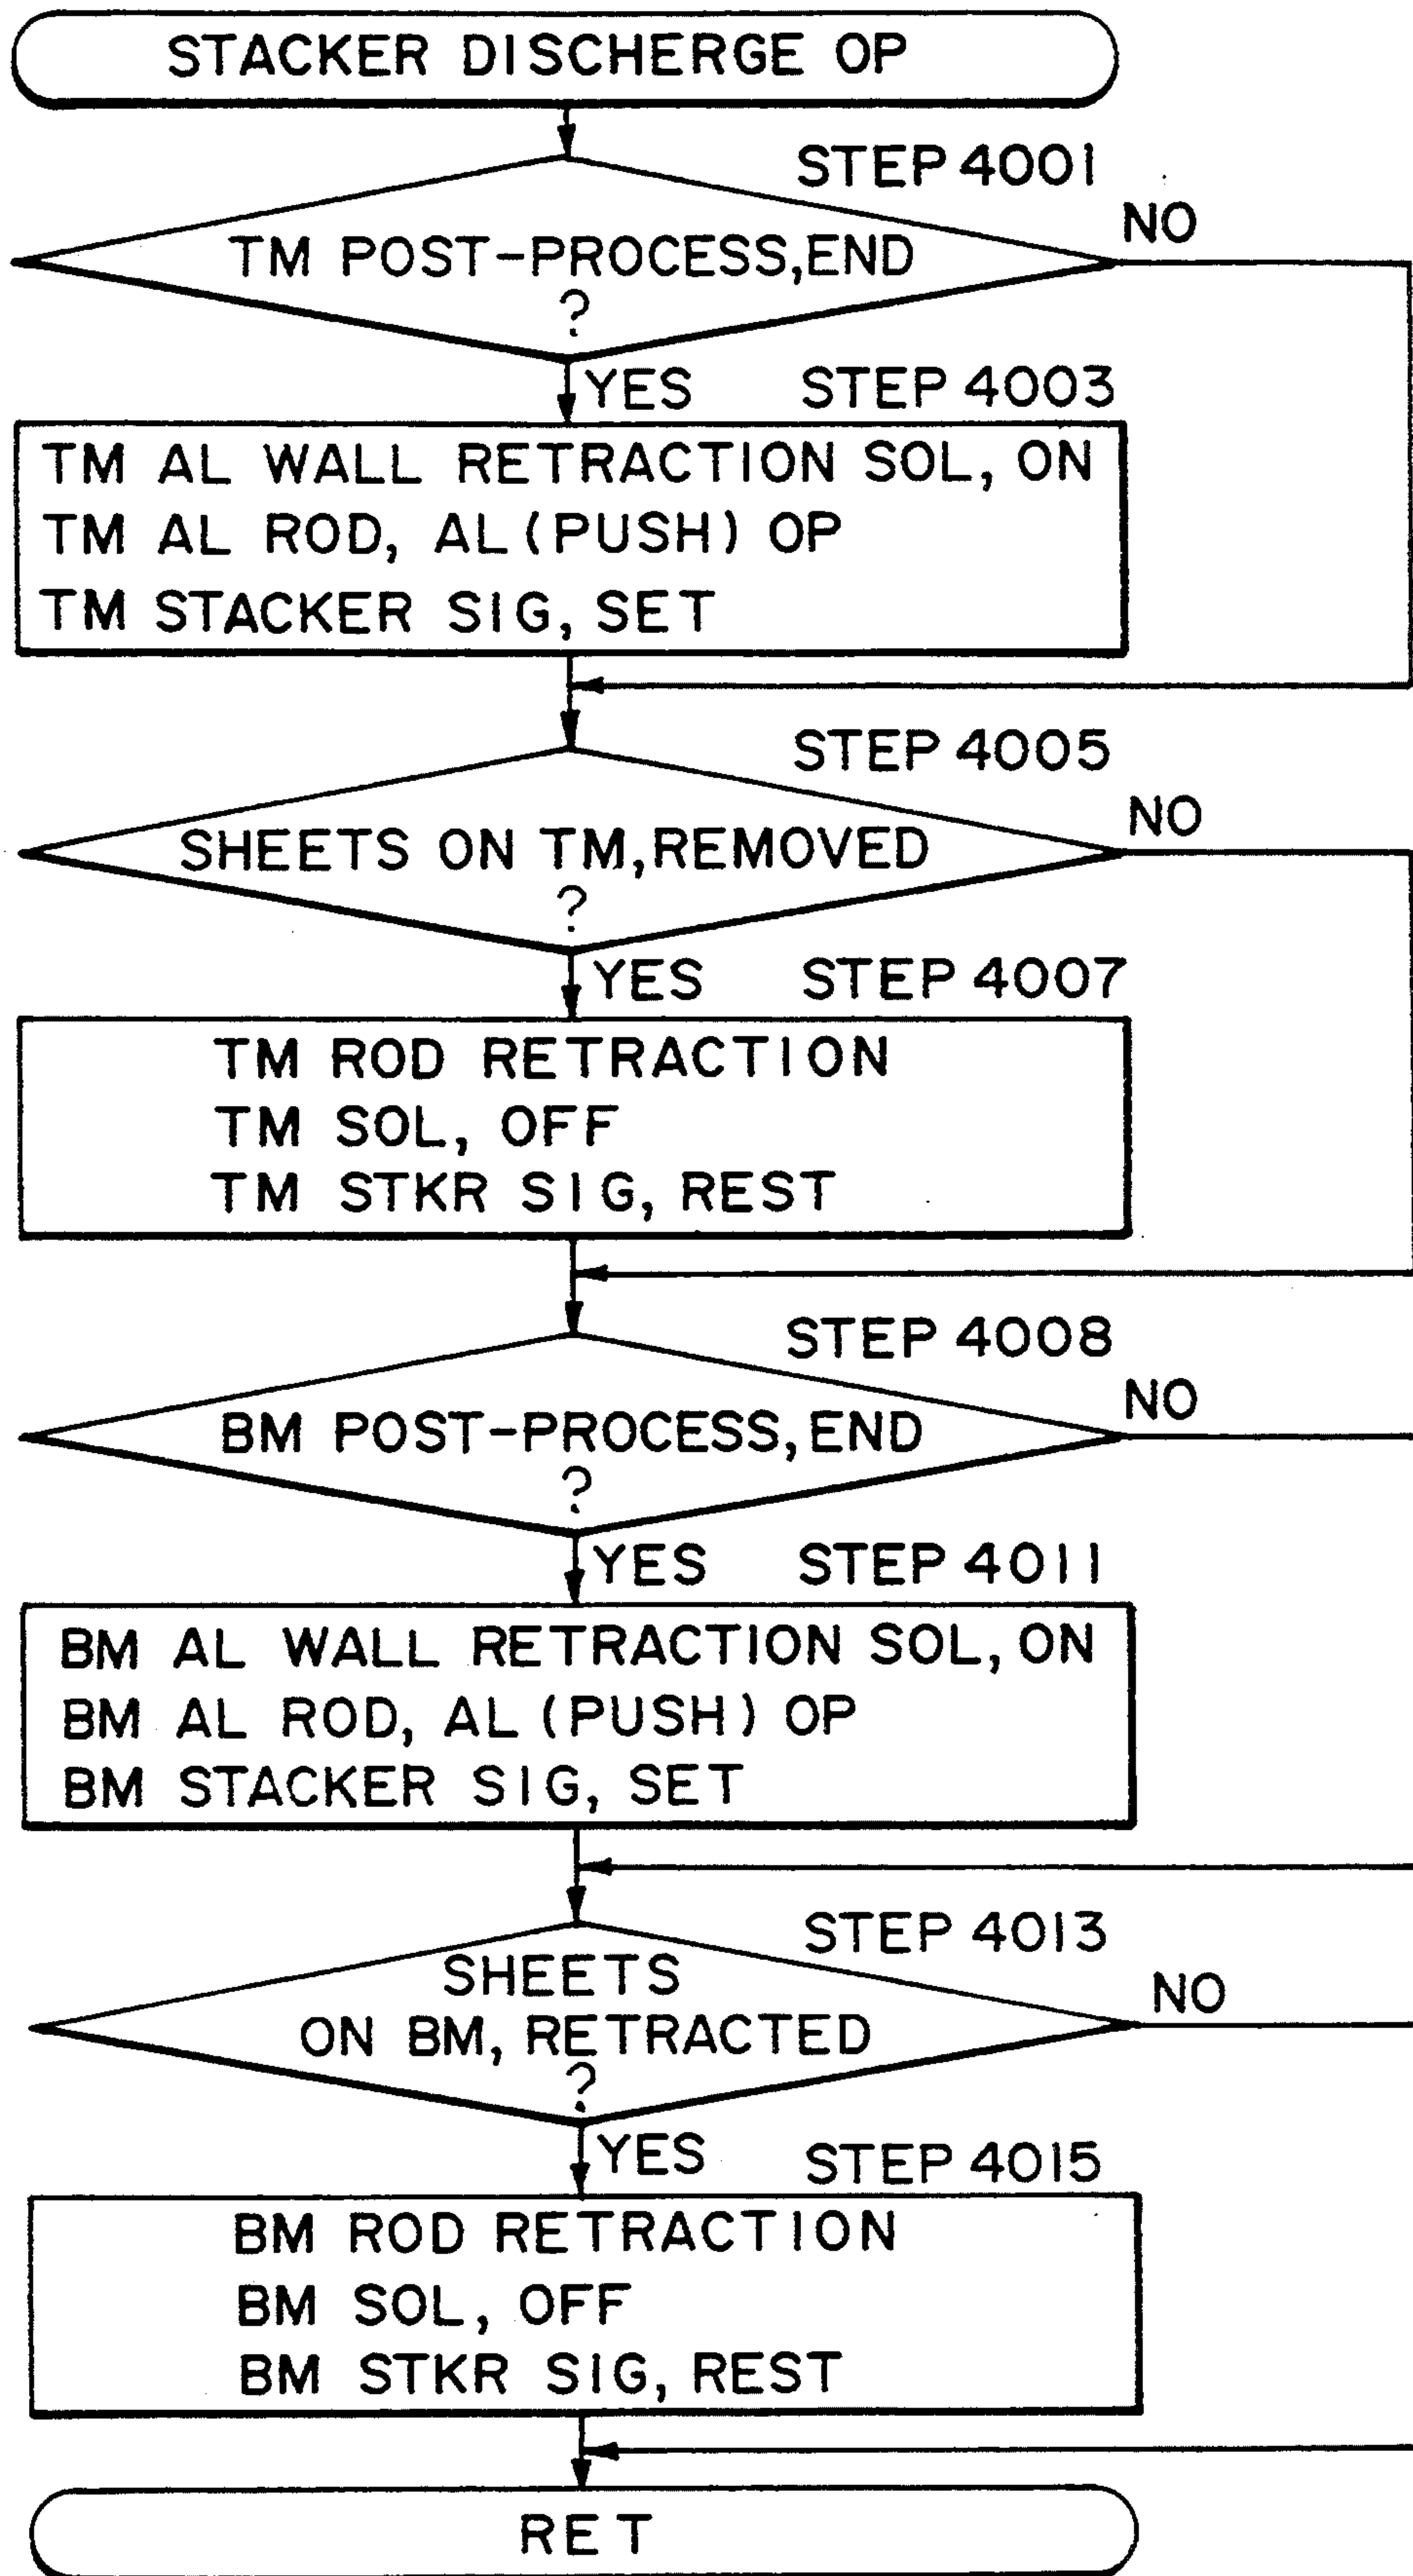 STACKER DISCHERGE OP
STEP 4001
NO
TM POST-PROCESS, END
?
YES
STEP 4003
TM AL WALL RETRACTION SOL, ON
TM AL ROD, AL (PUSH) OP
TM STACKER SIG, SET
STEP 4005
NO
SHEETS ON TM, REMOVED
?
YES
STEP 4007
TM ROD RETRACTION
TM SOL, OFF
TM STKR SIG, REST
STEP 4008
NO
BM POST-PROCESS, END
?
YES
STEP 4011
BM AL WALL RETRACTION SOL, ON
BM AL ROD, AL (PUSH) OP
BM STACKER SIG, SET
STEP 4013
NO
SHEETS
ON BM, RETRACTED
?
YES
STEP 4015
BM ROD RETRACTION
BM SOL, OFF
BM STKR SIG, REST
RET